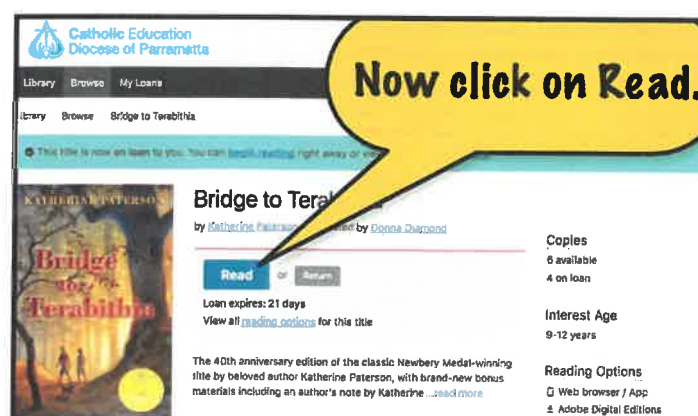 Catholic Education
Diocese of Parramatta
Library Browse My Loans
Library Browse Bridge to Terabithia
Now click on Read.
This title is now on loan to you. You can begin reading right away or
KATHERINE PATERSON
Bridge
to
Terabithia
Bridge to
by Katherine Paterson by Donna Diamond
Read or Return
Loan expires: 21 days
View all reading options for this title
The 40th anniversary edition of the classic Newbery Medal-winning
title by beloved author Katherine Paterson, with brand-new bonus
materials including an author's note by Katherine ...read more
Copies
6 available
4 on loan
Interest Age
9-12 years
Reading Options
Web browser / App
Adobe Digital Editions